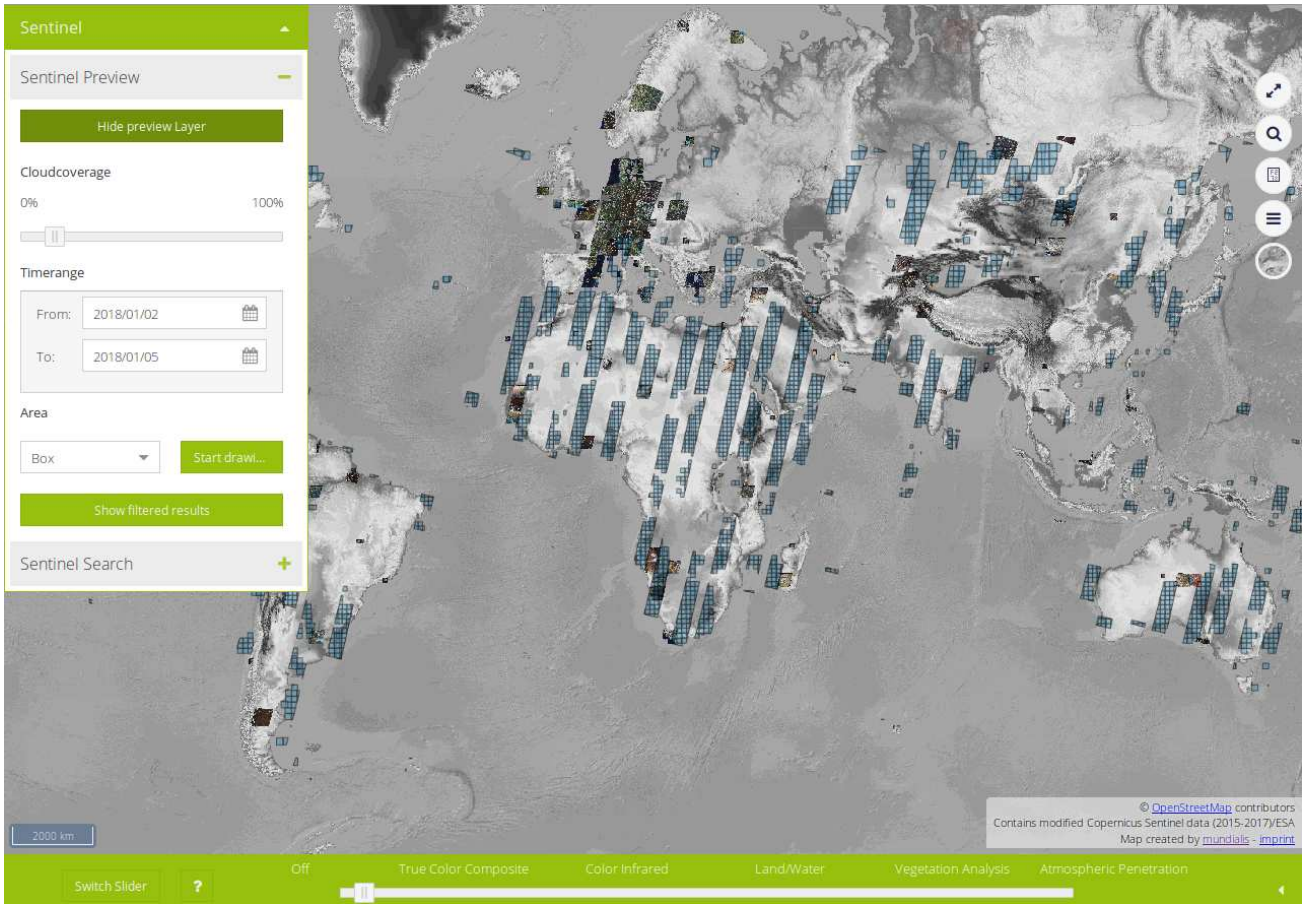 Sentinel
Sentinel Preview
Hide preview Layer
Cloudcoverage
0% 100%
Timerange
From: 2018/01/02
To: 2018/01/05
Area
Box Start drawi...
Show filtered results
Sentinel Search
2000 km
© OpenStreetMap contributors
Contains modified Copernicus Sentinel data (2015-2017)/ESA
Map created by mundialis - imprint
Off True Color Composite Color Infrared Land/Water Vegetation Analysis Atmospheric Penetration
Switch Slider ?